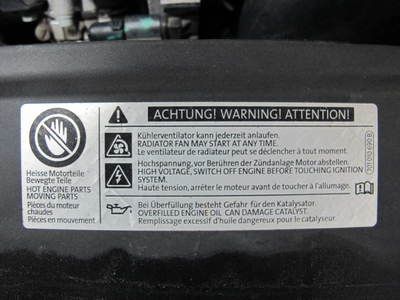 ACHTUNG! WARNING! ATTENTION!
Kühlerventilator kann jederzeit anlaufen.
RADIATOR FAN MAY START AT ANY TIME.
Le ventilateur de radiateur peut se déclencher à tout moment.
Hochspannung, vor Berühren der Zündanlage Motor abstellen.
HIGH VOLTAGE, SWITCH OFF ENGINE BEFORE TOUCHING IGNITION
SYSTEM.
Haute tension, arrêter le moteur avant de toucher à l'allumage.
Bei Überfüllung besteht Gefahr für den Katalysator.
OVERFILLED ENGINE OIL CAN DAMAGE CATALYST.
Remplissage excessif d'huile dangereux pour le catalyseur.
Heisse Motorteile
Bewegte Teile
HOT ENGINE PARTS
MOVING PARTS
Pièces du moteur
chaudes
Pièces en mouvement